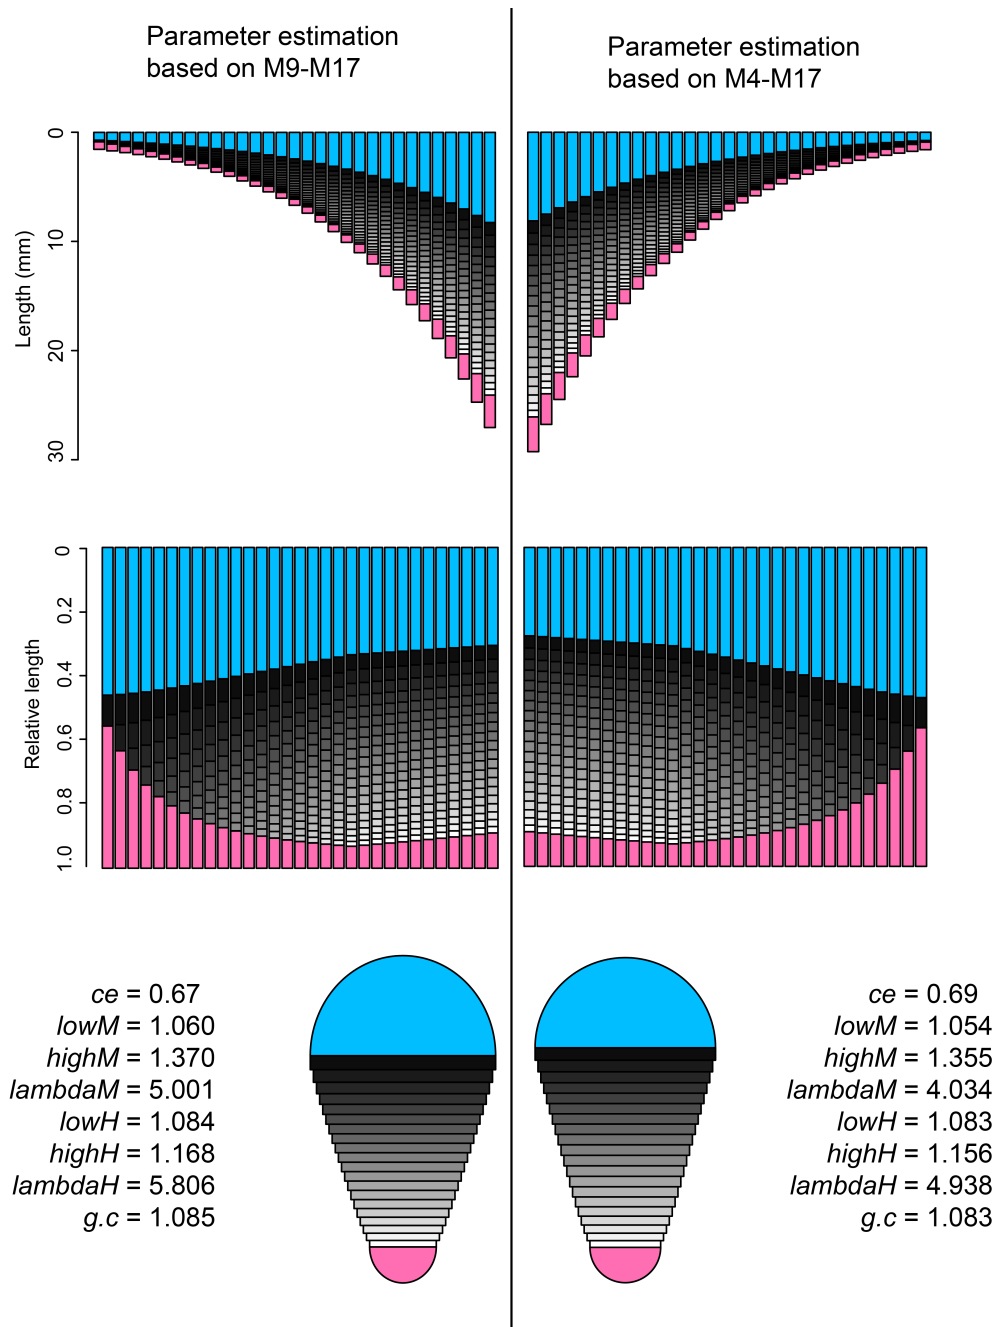 Parameter estimation
based on M9-M17
Parameter estimation
based on M4-M17
0
10
20
30
Length (mm)
0
0.2
0.4
0.6
0.8
1.0
Relative length
ce = 0.67
lowM = 1.060
highM = 1.370
lambdaM = 5.001
lowH = 1.084
highH = 1.168
lambdaH = 5.806
g.c = 1.085
ce = 0.69
lowM = 1.054
highM = 1.355
lambdaM = 4.034
lowH = 1.083
highH = 1.156
lambdaH = 4.938
g.c = 1.083